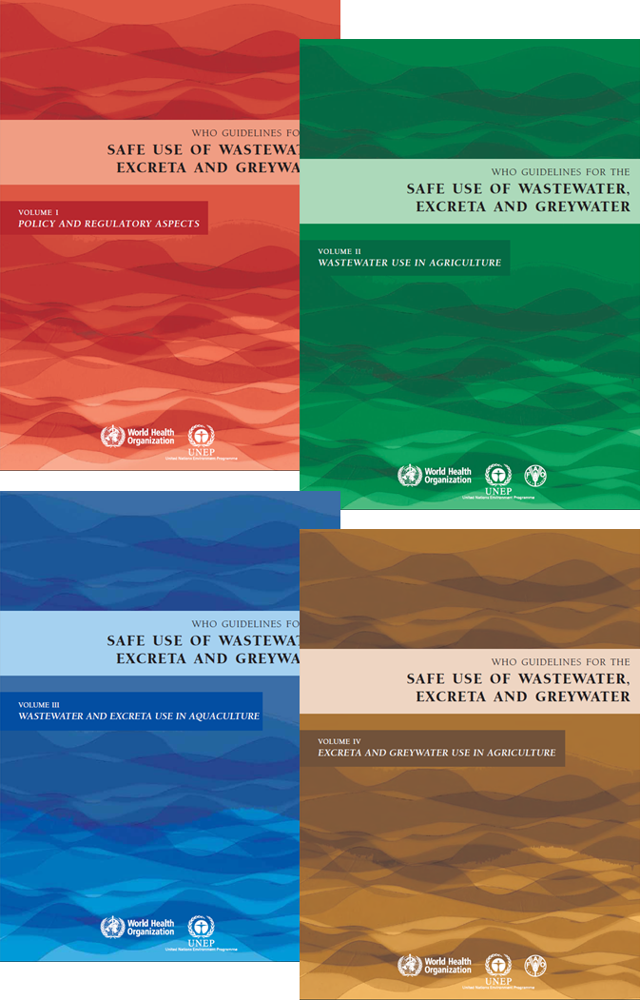 WHO GUIDELINES FO
SAFE USE OF WASTEWAT
EXCRETA AND GREYWA
VOLUME I
POLICY AND REGULATORY ASPECTS
World Health
Organization
UNEP
United Nations Environment Programme
WHO GUIDELINES FOR THE
SAFE USE OF WASTEWATER,
EXCRETA AND GREYWATER
VOLUME II
WASTEWATER USE IN AGRICULTURE
World Health
Organization
UNEP
United Nations Environment Programme
WHO GUIDELINES FO
SAFE USE OF WASTEWAT
EXCRETA AND GREYWA
VOLUME III
WASTEWATER AND EXCRETA USE IN AQUACULTURE
World Health
Organization
UNEP
United Nations Environment Programme
WHO GUIDELINES FOR THE
SAFE USE OF WASTEWATER,
EXCRETA AND GREYWATER
VOLUME IV
EXCRETA AND GREYWATER USE IN AGRICULTURE
World Health
Organization
UNEP
United Nations Environment Programme